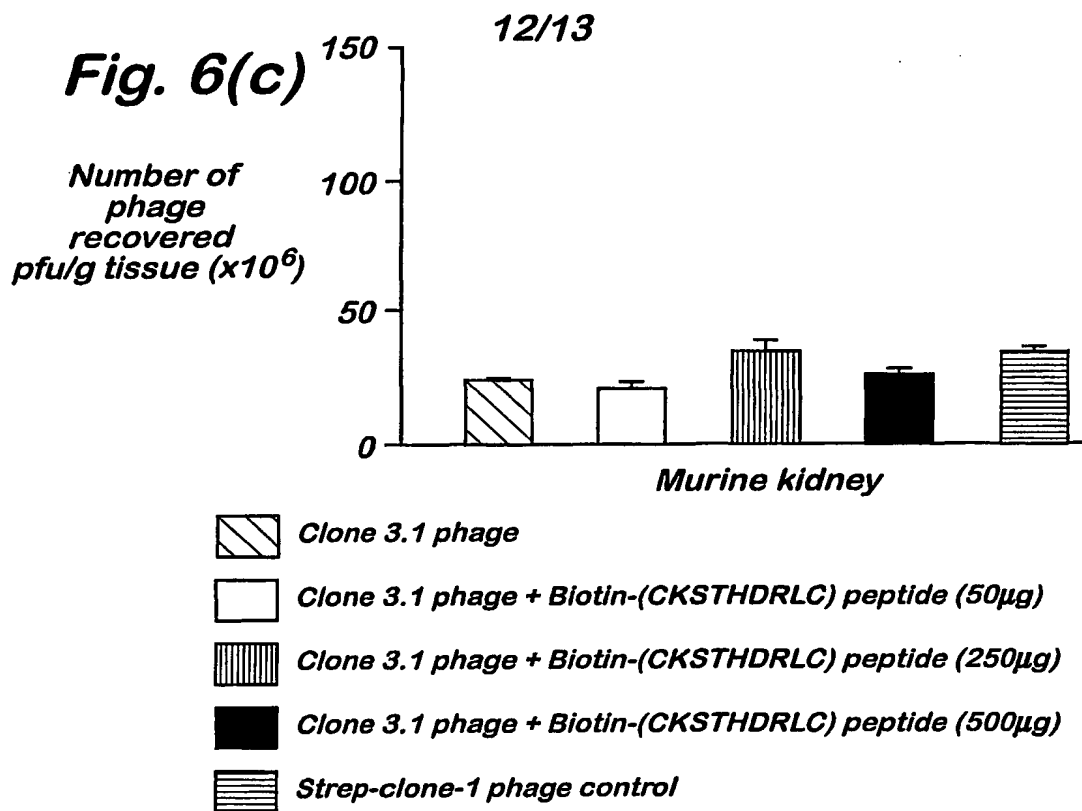 12/13
Fig. 6(c)
Number of
phage
recovered
pfu/g tissue (x10⁶)
150
100
50
0
Murine kidney
Clone 3.1 phage
Clone 3.1 phage + Biotin-(CKSTHDRLC) peptide (50µg)
Clone 3.1 phage + Biotin-(CKSTHDRLC) peptide (250µg)
Clone 3.1 phage + Biotin-(CKSTHDRLC) peptide (500µg)
Strep-clone-1 phage control